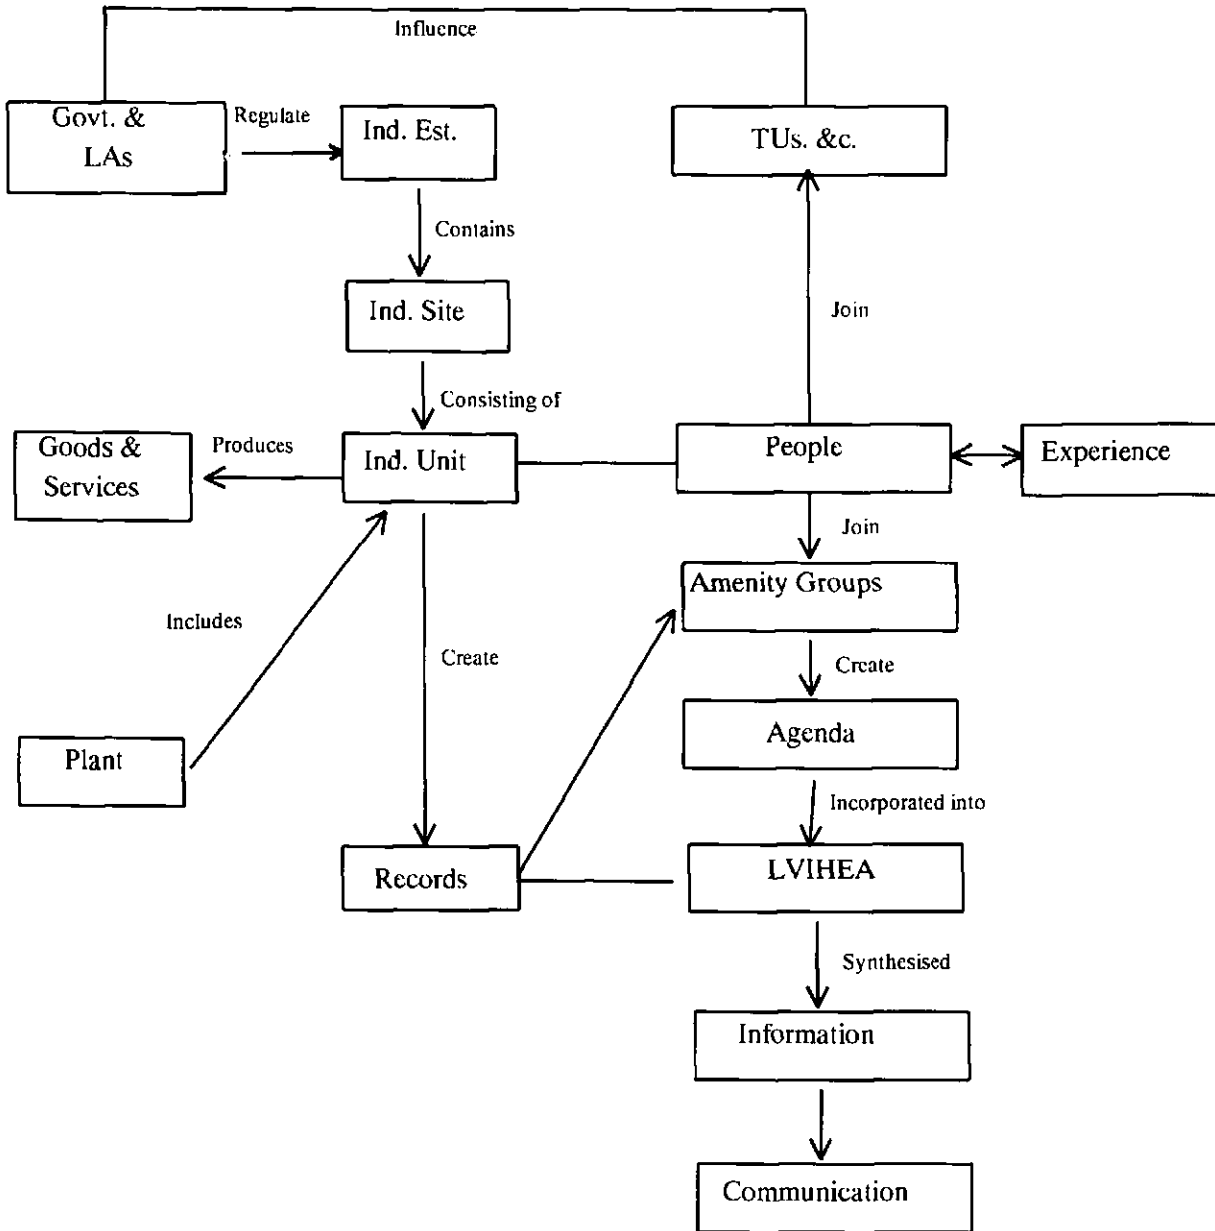 Influence
Govt. &
LAs
Regulate
Ind. Est.
TUs. &c.
Contains
Ind. Site
Join
Consisting of
Goods &
Services
Produces
Ind. Unit
People
Experience
Join
Amenity Groups
Includes
Create
Create
Plant
Agenda
Incorporated into
Records
LVIHEA
Synthesised
Information
Communication